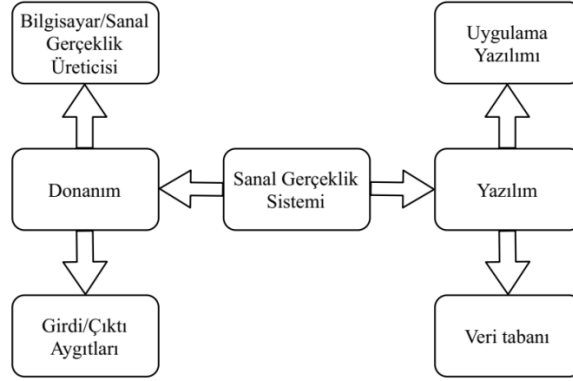 Bilgisayar/Sanal
Gerçeklik
Üreticisi
Uygulama
Yazılımı
Donanım
Sanal Gerçeklik
Sistemi
Yazılım
Girdi/Çıktı
Aygıtları
Veri tabanı